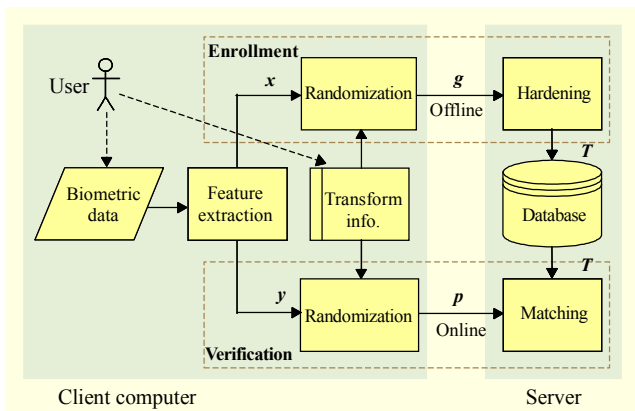 Enrollment
User
x
Randomization
g
Offline
Hardening
T
Biometric
data
Feature
extraction
Transform
info.
Database
T
y
Randomization
p
Online
Matching
Verification
Client computer
Server